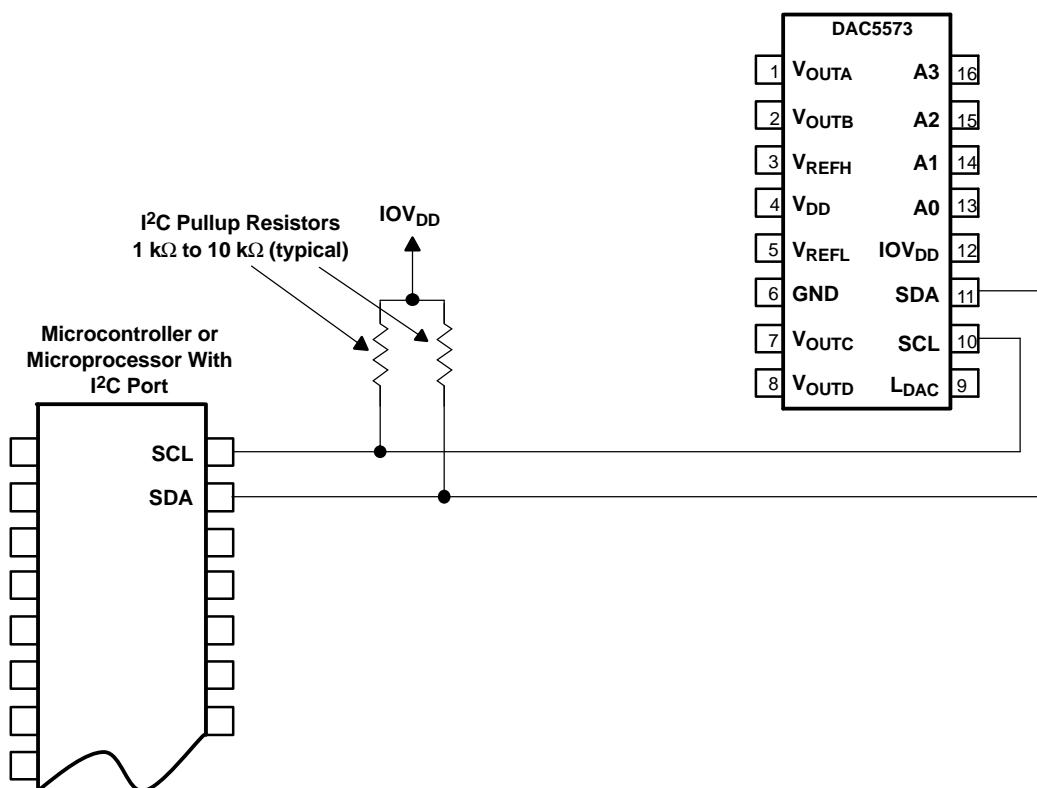 DAC5573
1 VOUTA A3 16
2 VOUTB A2 15
3 VREFH A1 14
4 VDD A0 13
5 VREFL IOVDD 12
6 GND SDA 11
7 VOUTC SCL 10
8 VOUTD LDAC 9
I2C Pullup Resistors
1 kΩ to 10 kΩ (typical)
IOVDD
Microcontroller or
Microprocessor With
I2C Port
SCL
SDA